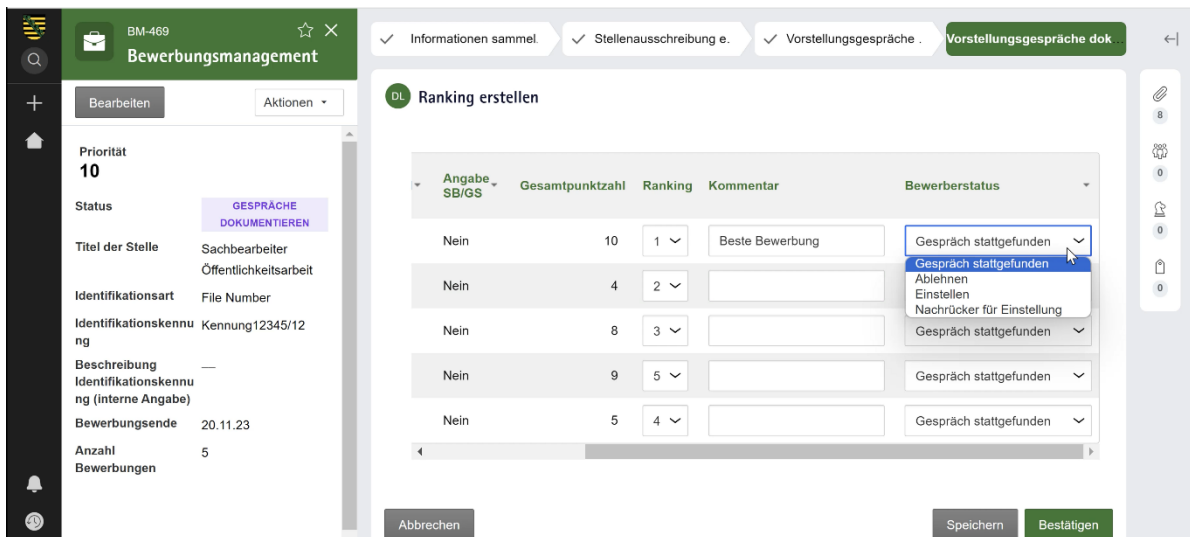 BM-469
Bewerbungsmanagement
Bearbeiten
Aktionen
Priorität
10
Status
GESPRÄCHE
DOKUMENTIEREN
Titel der Stelle
Sachbearbeiter
Öffentlichkeitsarbeit
Identifikationsart
File Number
Identifikationskennu
ng
Kennung12345/12
Beschreibung
Identifikationskennu
ng (interne Angabe)
—
Bewerbungsende
20.11.23
Anzahl
Bewerbungen
5
Informationen sammel.
Stellenausschreibung e.
Vorstellungsgespräche .
Vorstellungsgespräche dok...
DL
Ranking erstellen
Angabe
SB/GS
Gesamtpunktzahl
Ranking
Kommentar
Bewerberstatus
Nein 10 1 Beste Bewerbung Gespräch stattgefunden
Gespräch stattgefunden
Ablehnen
Einstellen
Nachrücker für Einstellung
Nein 4 2
Nein 8 3 Gespräch stattgefunden
Nein 9 5 Gespräch stattgefunden
Nein 5 4 Gespräch stattgefunden
Abbrechen
Speichern
Bestätigen
8
0
0
0